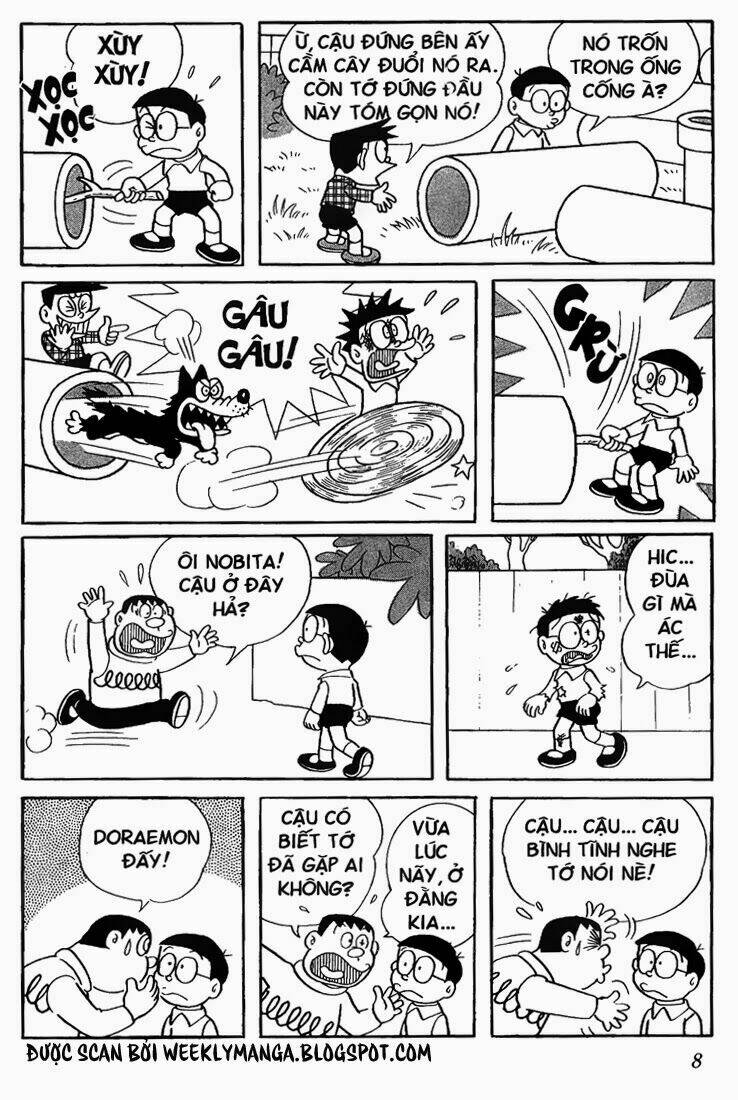 NÓ TRỐN
TRONG ỐNG
CỐNG À?
Ừ, CẬU ĐỨNG BÊN ẤY
CẦM CÂY ĐUỔI NÓ RA.
CÒN TỚ ĐỨNG ĐẦU
NÀY TÓM GỌN NÓ!
XÙY
XÙY!
XỌC
XỌC
GRỪ
GÂU
GÂU!
HIC...
ĐÙA
GÌ MÀ
ÁC
THẾ...
ÔI NOBITA!
CẬU Ở ĐÂY
HẢ?
CẬU... CẬU... CẬU
BÌNH TĨNH NGHE
TỚ NÓI NÈ!
VỪA
LÚC
NÃY, Ở
ĐẰNG
KIA...
CẬU CÓ
BIẾT TỚ
ĐÃ GẶP AI
KHÔNG?
DORAEMON
ĐẤY!
ĐƯỢC SCAN BỞI WEEKLYMANGA.BLOGSPOT.COM
8